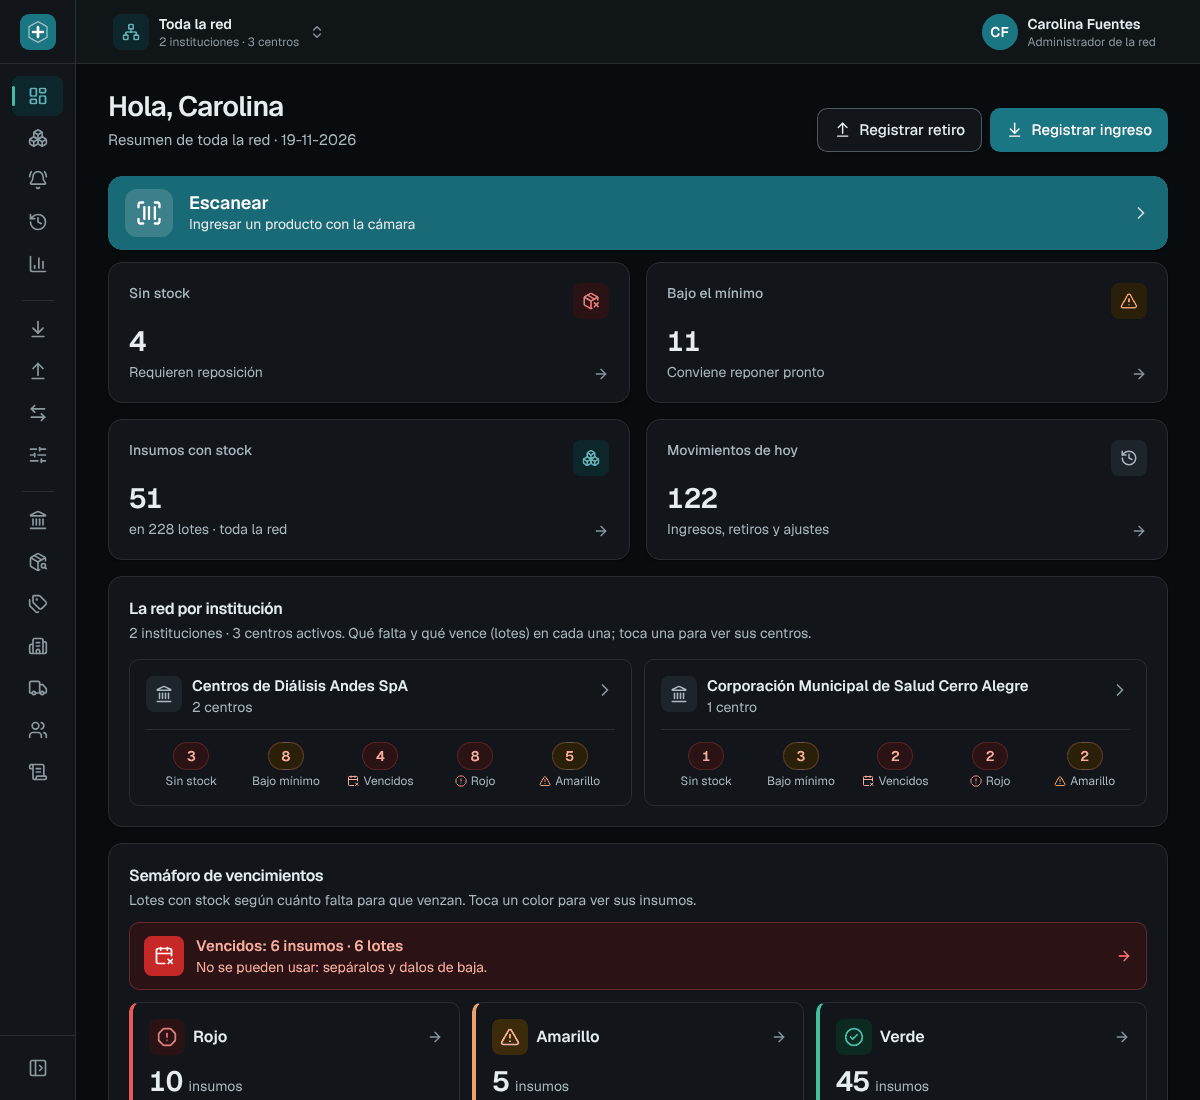 Toda la red
2 instituciones · 3 centros
CF
Carolina Fuentes
Administrador de la red
Hola, Carolina
Resumen de toda la red · 19-11-2026
Registrar retiro
Registrar ingreso
Escanear
Ingresar un producto con la cámara
Sin stock
4
Requieren reposición
Bajo el mínimo
11
Conviene reponer pronto
Insumos con stock
51
en 228 lotes · toda la red
Movimientos de hoy
122
Ingresos, retiros y ajustes
La red por institución
2 instituciones · 3 centros activos. Qué falta y qué vence (lotes) en cada una; toca una para ver sus centros.
Centros de Diálisis Andes SpA
2 centros
3 8 4 8 5
Sin stock Bajo mínimo Vencidos Rojo Amarillo
Corporación Municipal de Salud Cerro Alegre
1 centro
1 3 2 2 2
Sin stock Bajo mínimo Vencidos Rojo Amarillo
Semáforo de vencimientos
Lotes con stock según cuánto falta para que venzan. Toca un color para ver sus insumos.
Vencidos: 6 insumos · 6 lotes
No se pueden usar: sepáralos y dalos de baja.
Rojo
10 insumos
Amarillo
5 insumos
Verde
45 insumos